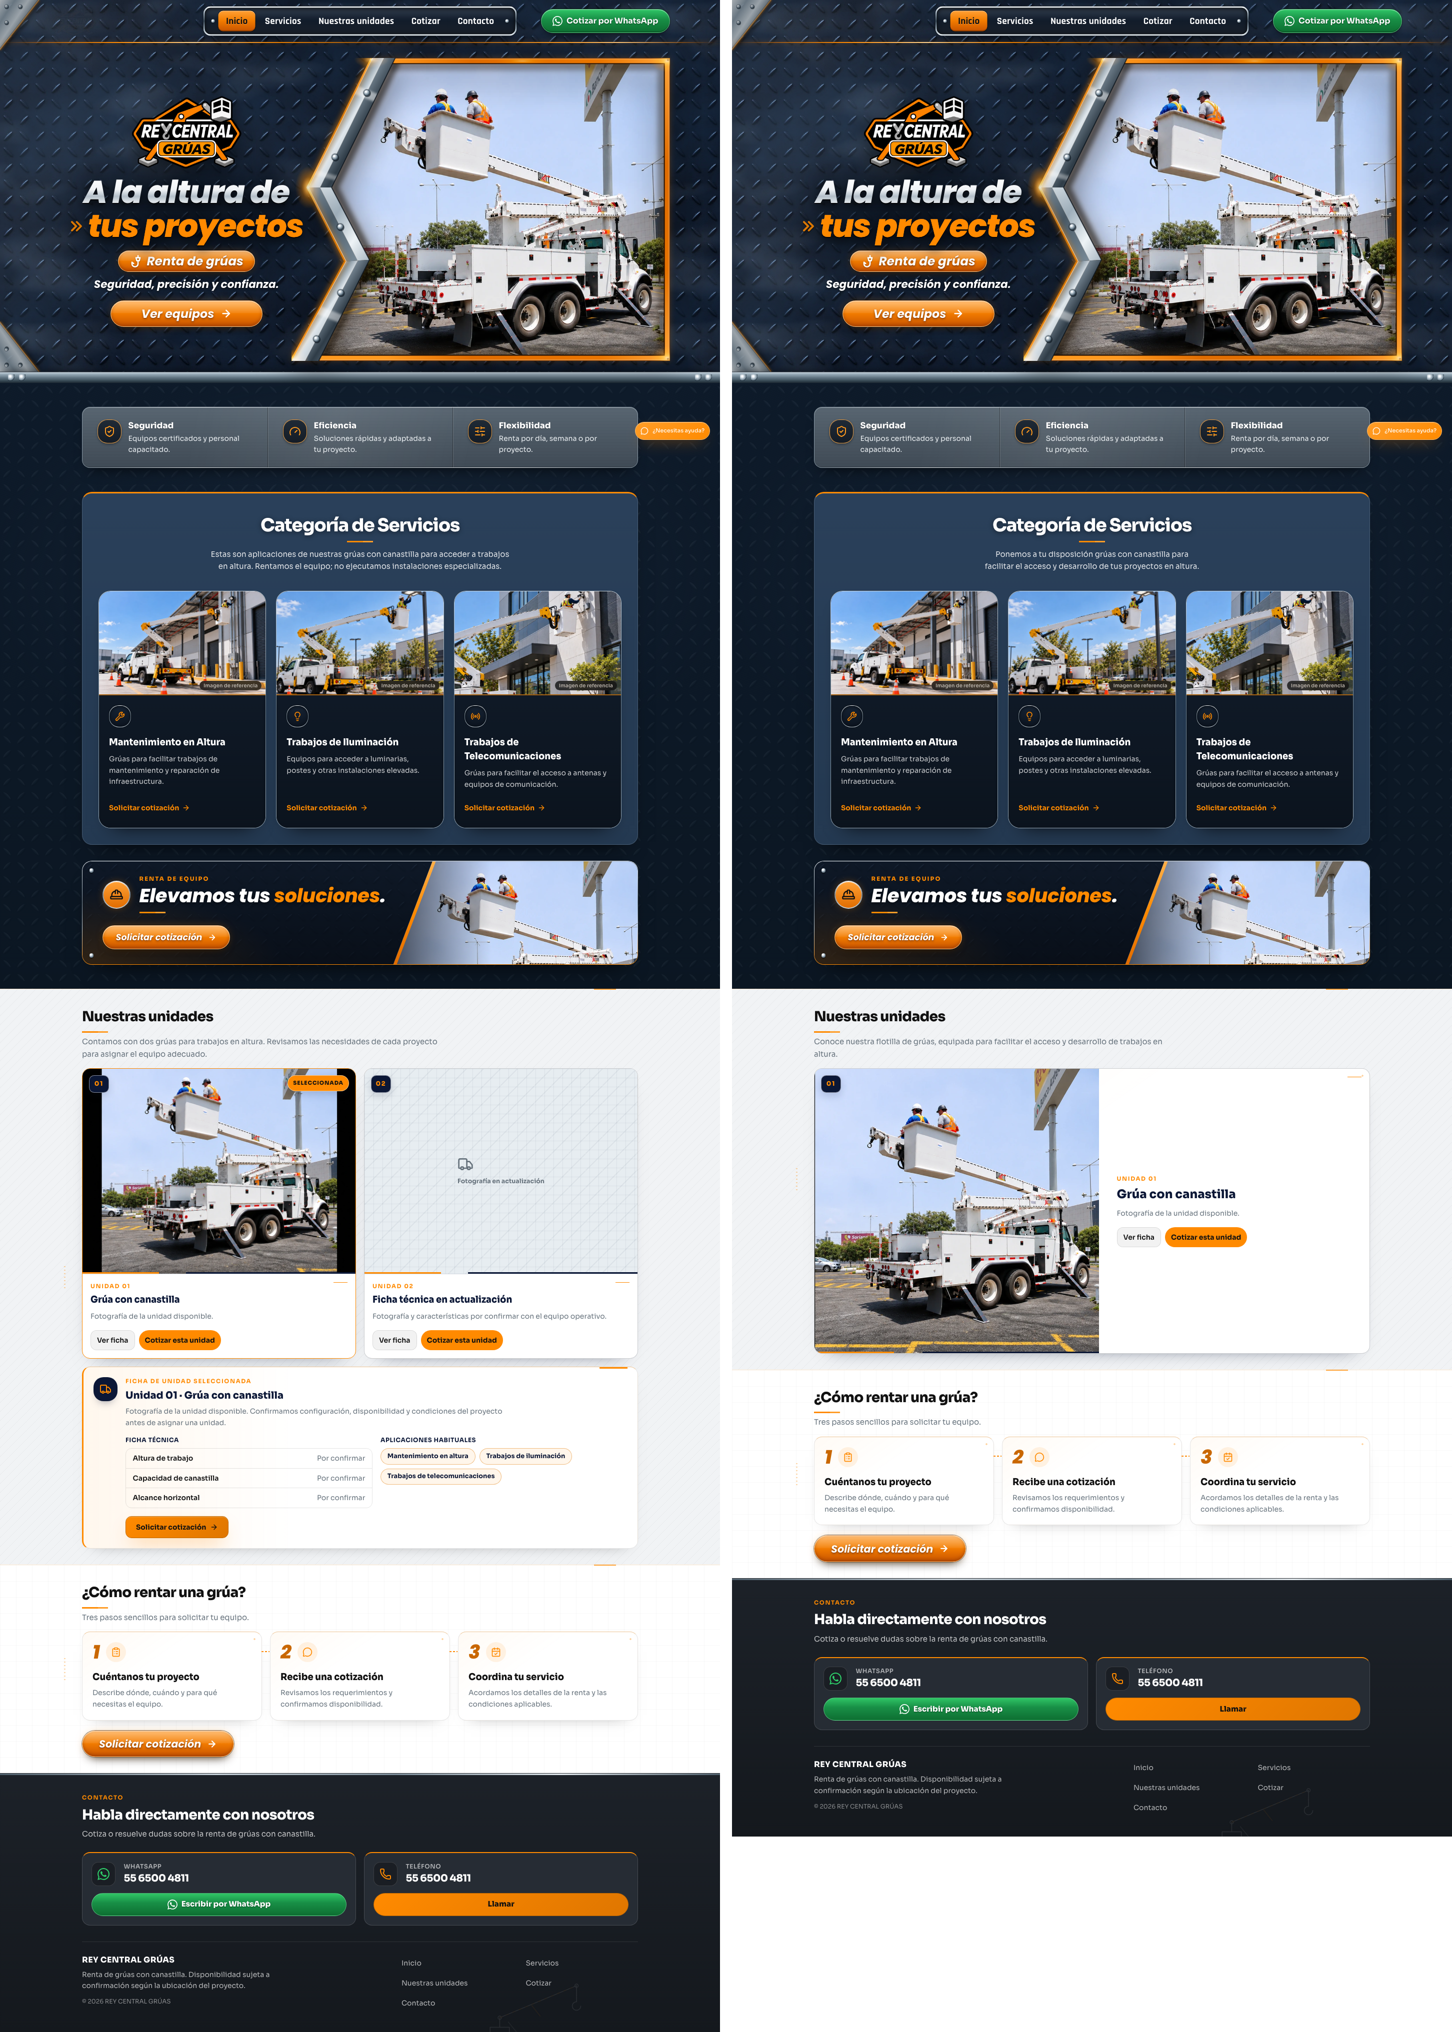 Inicio
Servicios
Nuestras unidades
Cotizar
Contacto
Cotizar por WhatsApp
REY CENTRAL
GRÚAS
A la altura de
tus proyectos
Renta de grúas
Seguridad, precisión y confianza.
Ver equipos
Seguridad
Equipos certificados y personal
capacitado.
Eficiencia
Soluciones rápidas y adaptadas a
tu proyecto.
Flexibilidad
Renta por día, semana o por
proyecto.
¿Necesitas ayuda?
Categoría de Servicios
Estas son aplicaciones de nuestras grúas con canastilla para acceder a trabajos
en altura. Rentamos el equipo; no ejecutamos instalaciones especializadas.
Imagen de referencia
Imagen de referencia
Imagen de referencia
Mantenimiento en Altura
Grúas para facilitar trabajos de
mantenimiento y reparación de
infraestructura.
Solicitar cotización
Trabajos de Iluminación
Equipos para acceder a luminarias,
postes y otras instalaciones elevadas.
Solicitar cotización
Trabajos de
Telecomunicaciones
Grúas para facilitar el acceso a antenas y
equipos de comunicación.
Solicitar cotización
RENTA DE EQUIPO
Elevamos tus soluciones.
Solicitar cotización
Nuestras unidades
Contamos con dos grúas para trabajos en altura. Revisamos las necesidades de cada proyecto
para asignar el equipo adecuado.
01
SELECCIONADA
UNIDAD 01
Grúa con canastilla
Fotografía de la unidad disponible.
Ver ficha
Cotizar esta unidad
02
Fotografía en actualización
UNIDAD 02
Ficha técnica en actualización
Fotografía y características por confirmar con el equipo operativo.
Ver ficha
Cotizar esta unidad
FICHA DE UNIDAD SELECCIONADA
Unidad 01 · Grúa con canastilla
Fotografía de la unidad disponible. Confirmamos configuración, disponibilidad y condiciones del proyecto
antes de asignar una unidad.
FICHA TÉCNICA
Altura de trabajo Por confirmar
Capacidad de canastilla Por confirmar
Alcance horizontal Por confirmar
APLICACIONES HABITUALES
Mantenimiento en altura
Trabajos de iluminación
Trabajos de telecomunicaciones
Solicitar cotización
¿Cómo rentar una grúa?
Tres pasos sencillos para solicitar tu equipo.
1
Cuéntanos tu proyecto
Describe dónde, cuándo y para qué
necesitas el equipo.
2
Recibe una cotización
Revisamos los requerimientos y
confirmamos disponibilidad.
3
Coordina tu servicio
Acordamos los detalles de la renta y las
condiciones aplicables.
Solicitar cotización
CONTACTO
Habla directamente con nosotros
Cotiza o resuelve dudas sobre la renta de grúas con canastilla.
WHATSAPP
55 6500 4811
Escribir por WhatsApp
TELÉFONO
55 6500 4811
Llamar
REY CENTRAL GRÚAS
Renta de grúas con canastilla. Disponibilidad sujeta a
confirmación según la ubicación del proyecto.
© 2026 REY CENTRAL GRÚAS
Inicio
Servicios
Nuestras unidades
Cotizar
Contacto
Inicio
Servicios
Nuestras unidades
Cotizar
Contacto
Cotizar por WhatsApp
REY CENTRAL
GRÚAS
A la altura de
tus proyectos
Renta de grúas
Seguridad, precisión y confianza.
Ver equipos
Seguridad
Equipos certificados y personal
capacitado.
Eficiencia
Soluciones rápidas y adaptadas a
tu proyecto.
Flexibilidad
Renta por día, semana o por
proyecto.
¿Necesitas ayuda?
Categoría de Servicios
Ponemos a tu disposición grúas con canastilla para
facilitar el acceso y desarrollo de tus proyectos en altura.
Imagen de referencia
Imagen de referencia
Imagen de referencia
Mantenimiento en Altura
Grúas para facilitar trabajos de
mantenimiento y reparación de
infraestructura.
Solicitar cotización
Trabajos de Iluminación
Equipos para acceder a luminarias,
postes y otras instalaciones elevadas.
Solicitar cotización
Trabajos de
Telecomunicaciones
Grúas para facilitar el acceso a antenas y
equipos de comunicación.
Solicitar cotización
RENTA DE EQUIPO
Elevamos tus soluciones.
Solicitar cotización
Nuestras unidades
Conoce nuestra flotilla de grúas, equipada para facilitar el acceso y desarrollo de trabajos en
altura.
01
UNIDAD 01
Grúa con canastilla
Fotografía de la unidad disponible.
Ver ficha
Cotizar esta unidad
¿Cómo rentar una grúa?
Tres pasos sencillos para solicitar tu equipo.
1
Cuéntanos tu proyecto
Describe dónde, cuándo y para qué
necesitas el equipo.
2
Recibe una cotización
Revisamos los requerimientos y
confirmamos disponibilidad.
3
Coordina tu servicio
Acordamos los detalles de la renta y las
condiciones aplicables.
Solicitar cotización
CONTACTO
Habla directamente con nosotros
Cotiza o resuelve dudas sobre la renta de grúas con canastilla.
WHATSAPP
55 6500 4811
Escribir por WhatsApp
TELÉFONO
55 6500 4811
Llamar
REY CENTRAL GRÚAS
Renta de grúas con canastilla. Disponibilidad sujeta a
confirmación según la ubicación del proyecto.
© 2026 REY CENTRAL GRÚAS
Inicio
Servicios
Nuestras unidades
Cotizar
Contacto